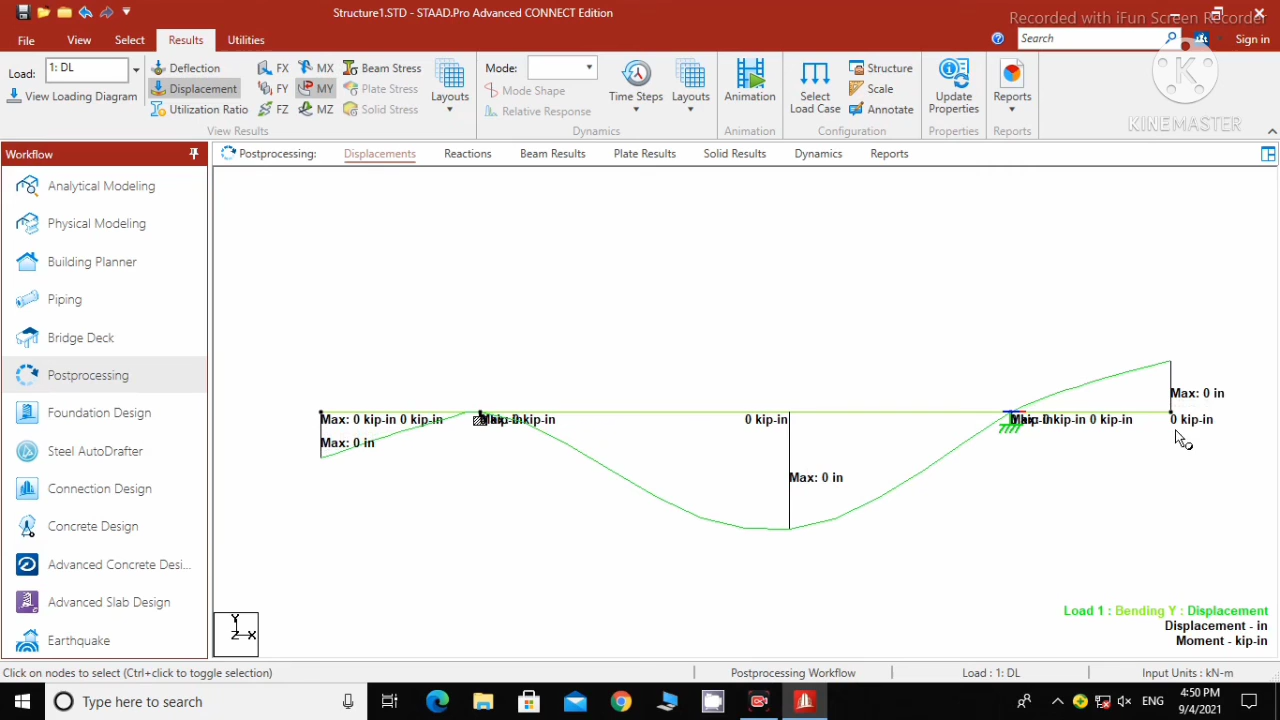 Structure1.STD - STAAD.Pro Advanced CONNECT Edition
Recorded with iFun Screen Recorder
File View Select Results Utilities
Search
Sign in
Load: 1: DL
View Loading Diagram
Deflection
Displacement
Utilization Ratio
FX
FY
FZ
MX
MY
MZ
Beam Stress
Plate Stress
Solid Stress
View Results
Layouts
Mode:
Mode Shape
Relative Response
Time Steps
Layouts
Dynamics
Animation
Animation
Select Load Case
Structure
Scale
Annotate
Configuration
Update Properties
Properties
Reports
Reports
K
KINEMASTER
Workflow
Postprocessing: Displacements Reactions Beam Results Plate Results Solid Results Dynamics Reports
Analytical Modeling
Physical Modeling
Building Planner
Piping
Bridge Deck
Postprocessing
Foundation Design
Steel AutoDrafter
Connection Design
Concrete Design
Advanced Concrete Desi...
Advanced Slab Design
Earthquake
Max: 0 in
Max: 0 kip-in 0 kip-in
kip-in
0 kip-in
0 kip-in
0 kip-in
Max: 0 in
Max: 0 in
Y
Z X
Load 1 : Bending Y : Displacement
Displacement - in
Moment - kip-in
Click on nodes to select (Ctrl+click to toggle selection)
Postprocessing Workflow
Load : 1: DL
Input Units : kN-m
Type here to search
ENG
4:50 PM
9/4/2021